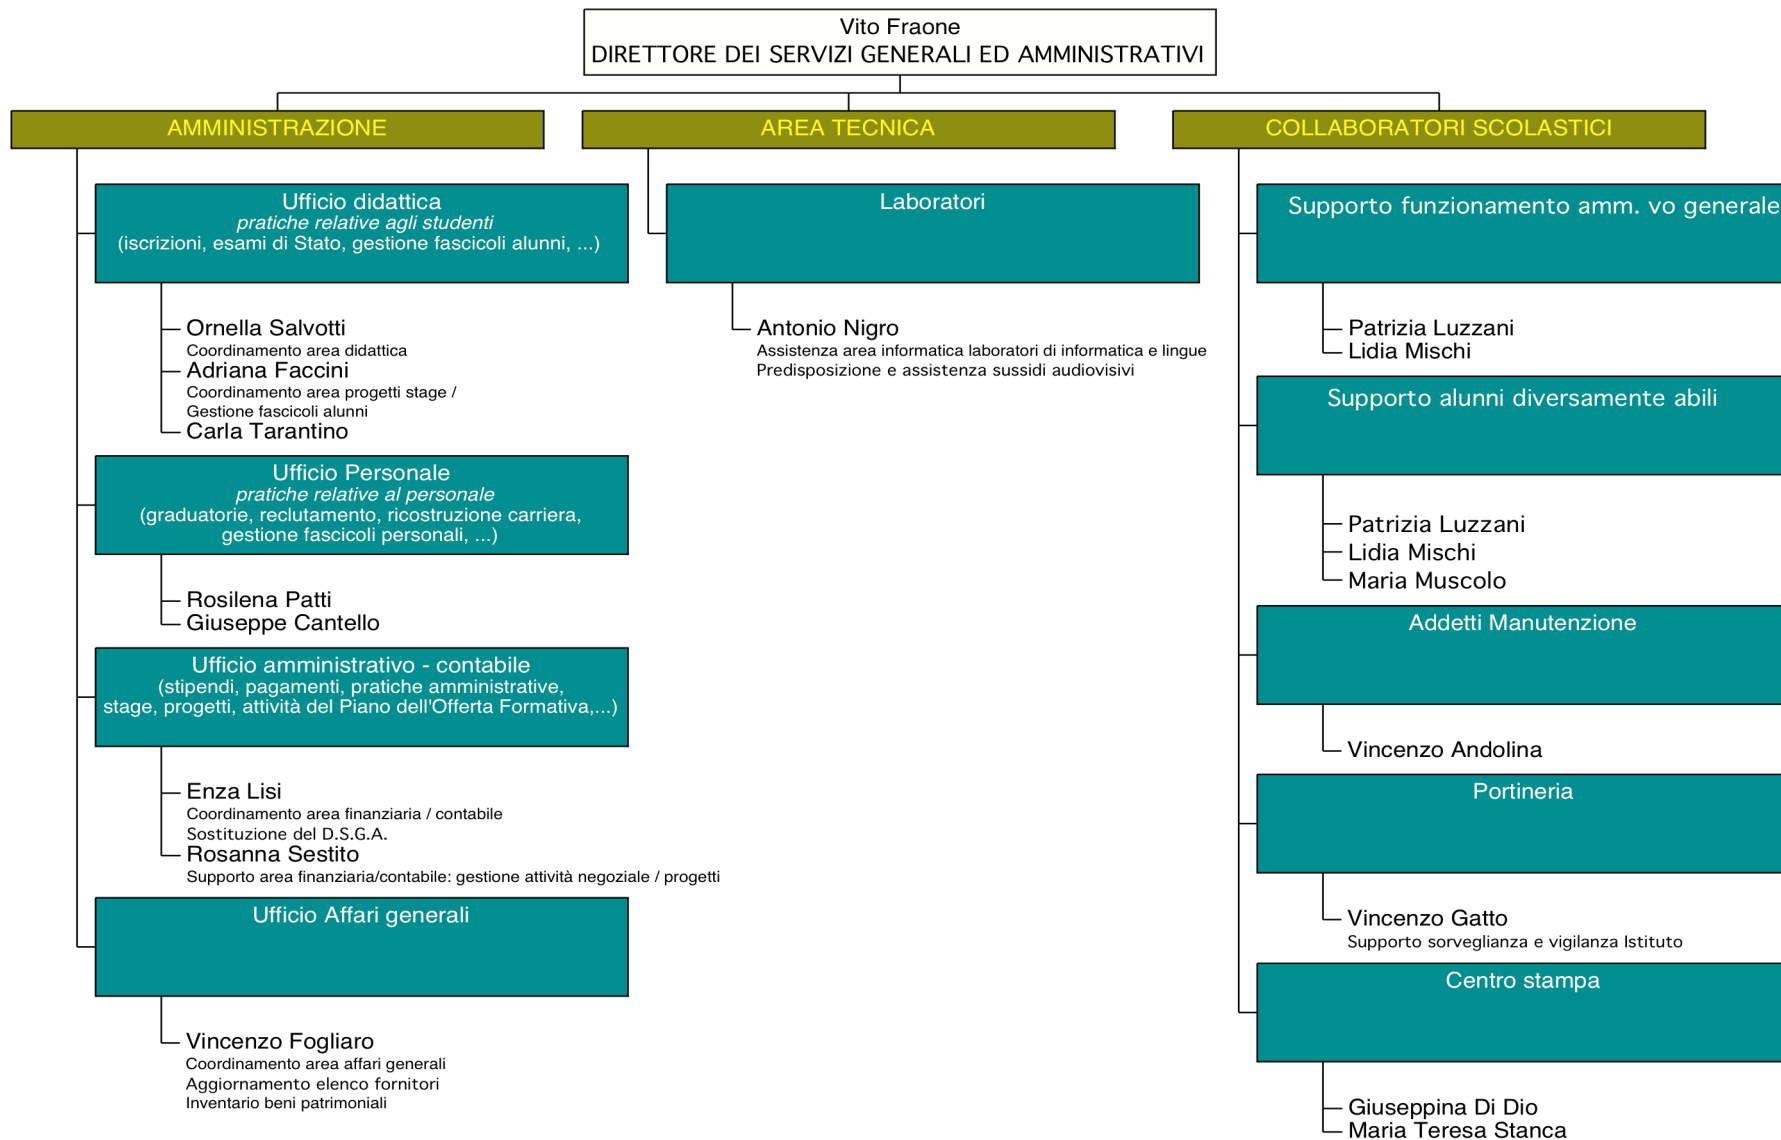 Vito Fraone
DIRETTORE DEI SERVIZI GENERALI ED AMMINISTRATIVI
AMMINISTRAZIONE
Ufficio didattica
pratiche relative agli studenti
(iscrizioni, esami di Stato, gestione fascicoli alunni, ...)
Ornella Salvotti
Coordinamento area didattica
Adriana Faccini
Coordinamento area progetti stage /
Gestione fascicoli alunni
Carla Tarantino
Ufficio Personale
pratiche relative al personale
(graduatorie, reclutamento, ricostruzione carriera,
gestione fascicoli personali, ...)
Rosilena Patti
Giuseppe Cantello
Ufficio amministrativo - contabile
(stipendi, pagamenti, pratiche amministrative,
stage, progetti, attività del Piano dell'Offerta Formativa,...)
Enza Lisi
Coordinamento area finanziaria / contabile
Sostituzione del D.S.G.A.
Rosanna Sestito
Supporto area finanziaria/contabile: gestione attività negoziale / progetti
Ufficio Affari generali
Vincenzo Fogliaro
Coordinamento area affari generali
Aggiornamento elenco fornitori
Inventario beni patrimoniali
AREA TECNICA
Laboratori
Antonio Nigro
Assistenza area informatica laboratori di informatica e lingue
Predisposizione e assistenza sussidi audiovisivi
COLLABORATORI SCOLASTICI
Supporto funzionamento amm. vo generale
Patrizia Luzzani
Lidia Mischi
Supporto alunni diversamente abili
Patrizia Luzzani
Lidia Mischi
Maria Muscolo
Addetti Manutenzione
Vincenzo Andolina
Portineria
Vincenzo Gatto
Supporto sorveglianza e vigilanza Istituto
Centro stampa
Giuseppina Di Dio
Maria Teresa Stanca